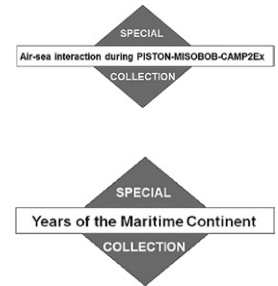 SPECIAL
Air-sea interaction during PISTON-MISOBOB-CAMP2Ex
COLLECTION
SPECIAL
Years of the Maritime Continent
COLLECTION